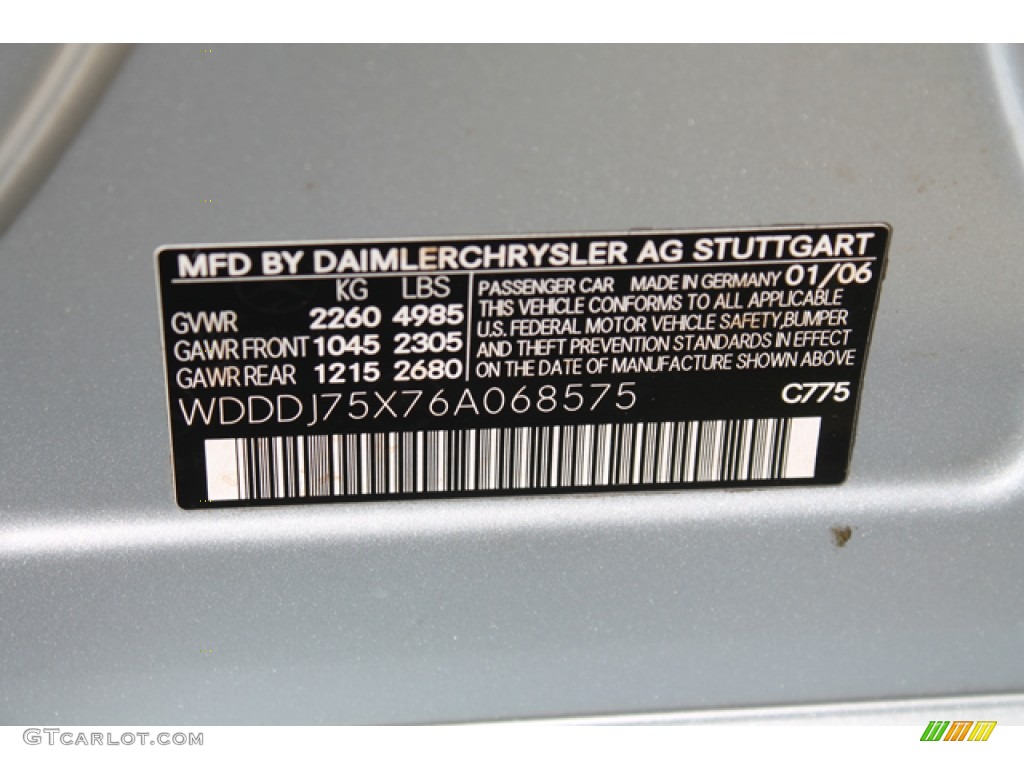 MFD BY DAIMLERCHRYSLER AG STUTTGART
KG LBS
GVWR 2260 4985
GAWR FRONT 1045 2305
GAWR REAR 1215 2680
PASSENGER CAR MADE IN GERMANY 01/06
THIS VEHICLE CONFORMS TO ALL APPLICABLE
U.S. FEDERAL MOTOR VEHICLE SAFETY,BUMPER
AND THEFT PREVENTION STANDARDS IN EFFECT
ON THE DATE OF MANUFACTURE SHOWN ABOVE
WDDDJ75X76A068575 C775
GTCARLOT.COM